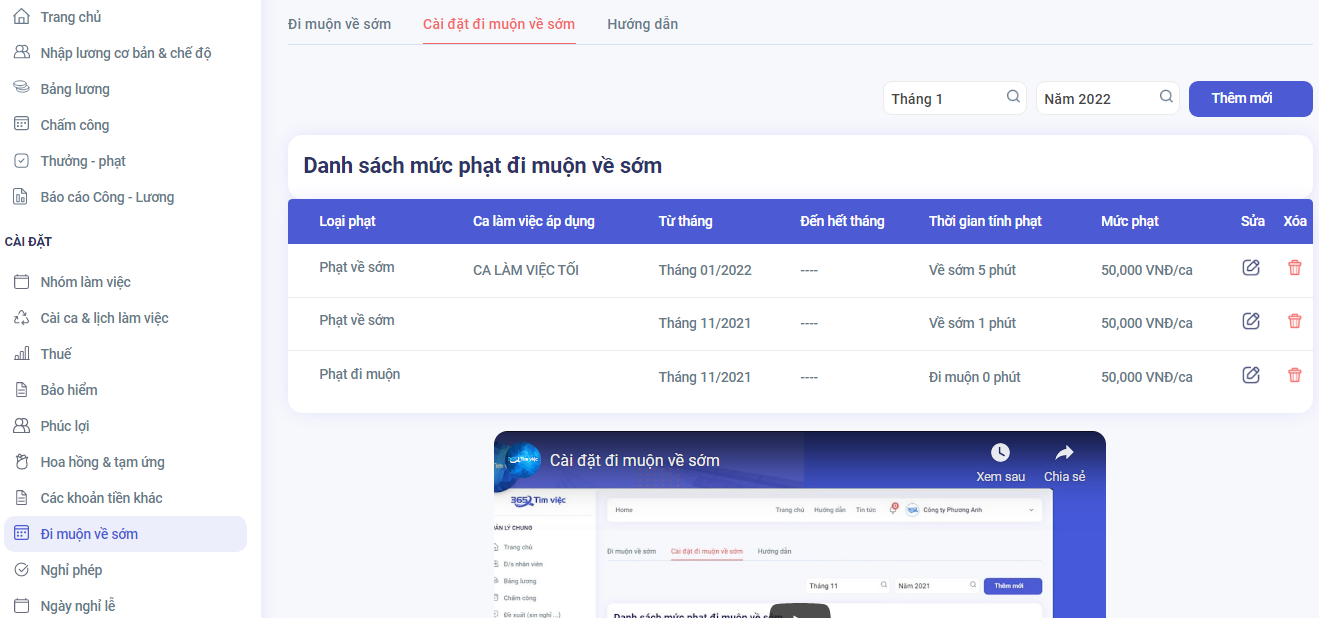 Trang chủ
Nhập lương cơ bản & chế độ
Bảng lương
Chấm công
Thưởng - phạt
Báo cáo Công - Lương
CÀI ĐẶT
Nhóm làm việc
Cài ca & lịch làm việc
Thuế
Bảo hiểm
Phúc lợi
Hoa hồng & tạm ứng
Các khoản tiền khác
Đi muộn về sớm
Nghỉ phép
Ngày nghỉ lễ
Đi muộn về sớm Cài đặt đi muộn về sớm Hướng dẫn
Tháng 1 Năm 2022 Thêm mới
Danh sách mức phạt đi muộn về sớm
Loại phạt Ca làm việc áp dụng Từ tháng Đến hết tháng Thời gian tính phạt Mức phạt Sửa Xóa
Phạt về sớm CA LÀM VIỆC TỐI Tháng 01/2022 ---- Về sớm 5 phút 50,000 VNĐ/ca
Phạt về sớm Tháng 11/2021 ---- Về sớm 1 phút 50,000 VNĐ/ca
Phạt đi muộn Tháng 11/2021 ---- Đi muộn 0 phút 50,000 VNĐ/ca
Cài đặt đi muộn về sớm
Xem sau Chia sẻ
365 Tìm việc
Home Trang chủ Hướng dẫn Tin tức Công ty Phương Anh
Trang chủ
D/s nhân viên
Bảng lương
Chấm công
Đề xuất (xin nghỉ ...)
Đi muộn về sớm Cài đặt đi muộn về sớm Hướng dẫn
Tháng 11 Năm 2021 Thêm mới
Danh sách mức phạt đi muộn về sớm